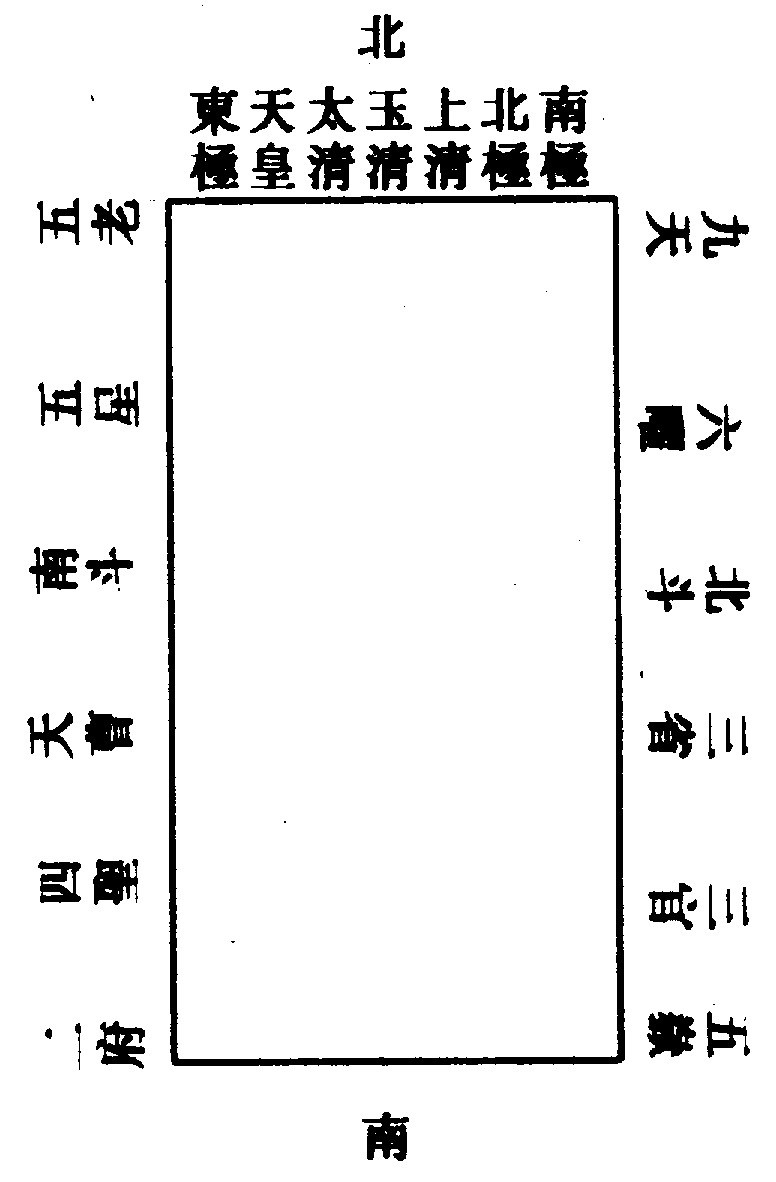 北
南極
北極
上清
玉清
太清
天皇
東極
九天
六曜
北斗
三省
三官
五嶽
五老
五星
南斗
天曹
四聖
二府
南